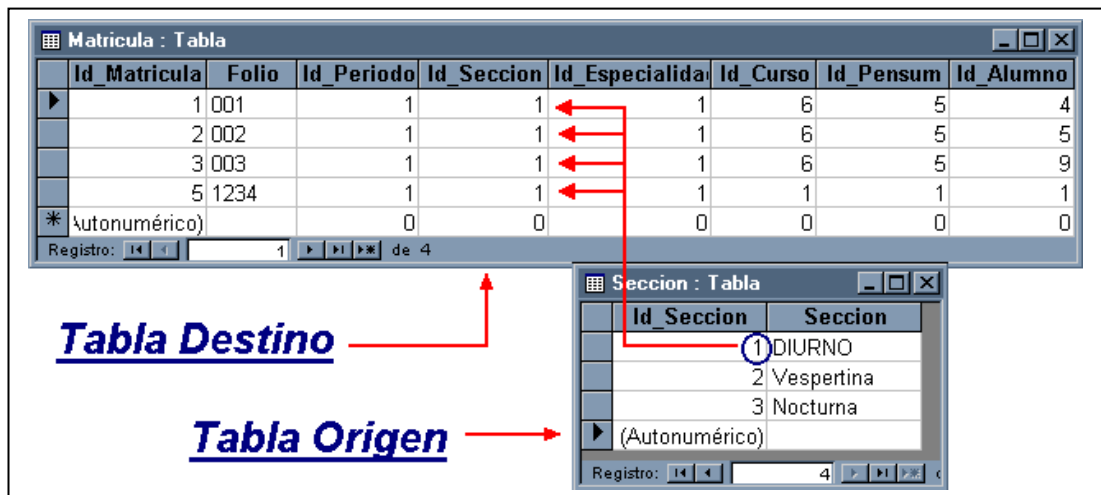 Matricula : Tabla
Id_Matricula Folio Id_Periodo Id_Seccion Id_Especialida Id_Curso Id_Pensum Id_Alumno
1 001 1 1 1 6 5 4
2 002 1 1 1 6 5 5
3 003 1 1 1 6 5 9
5 1234 1 1 1 1 1 1
utonumérico) 0 0 0 0 0 0
Registro: 1 de 4
Seccion : Tabla
Id_Seccion Seccion
1 DIURNO
2 Vespertina
3 Nocturna
(Autonumérico)
Registro: 4
Tabla Destino
Tabla Origen